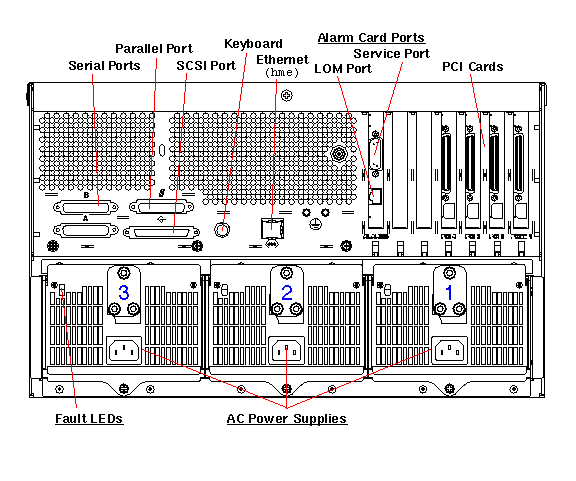 Keyboard
Alarm Card Ports
Parallel Port
Ethernet
Service Port
Serial Ports
SCSI Port
(hme)
LOM Port
PCI Cards
B
A
3
2
1
Fault LEDs
AC Power Supplies